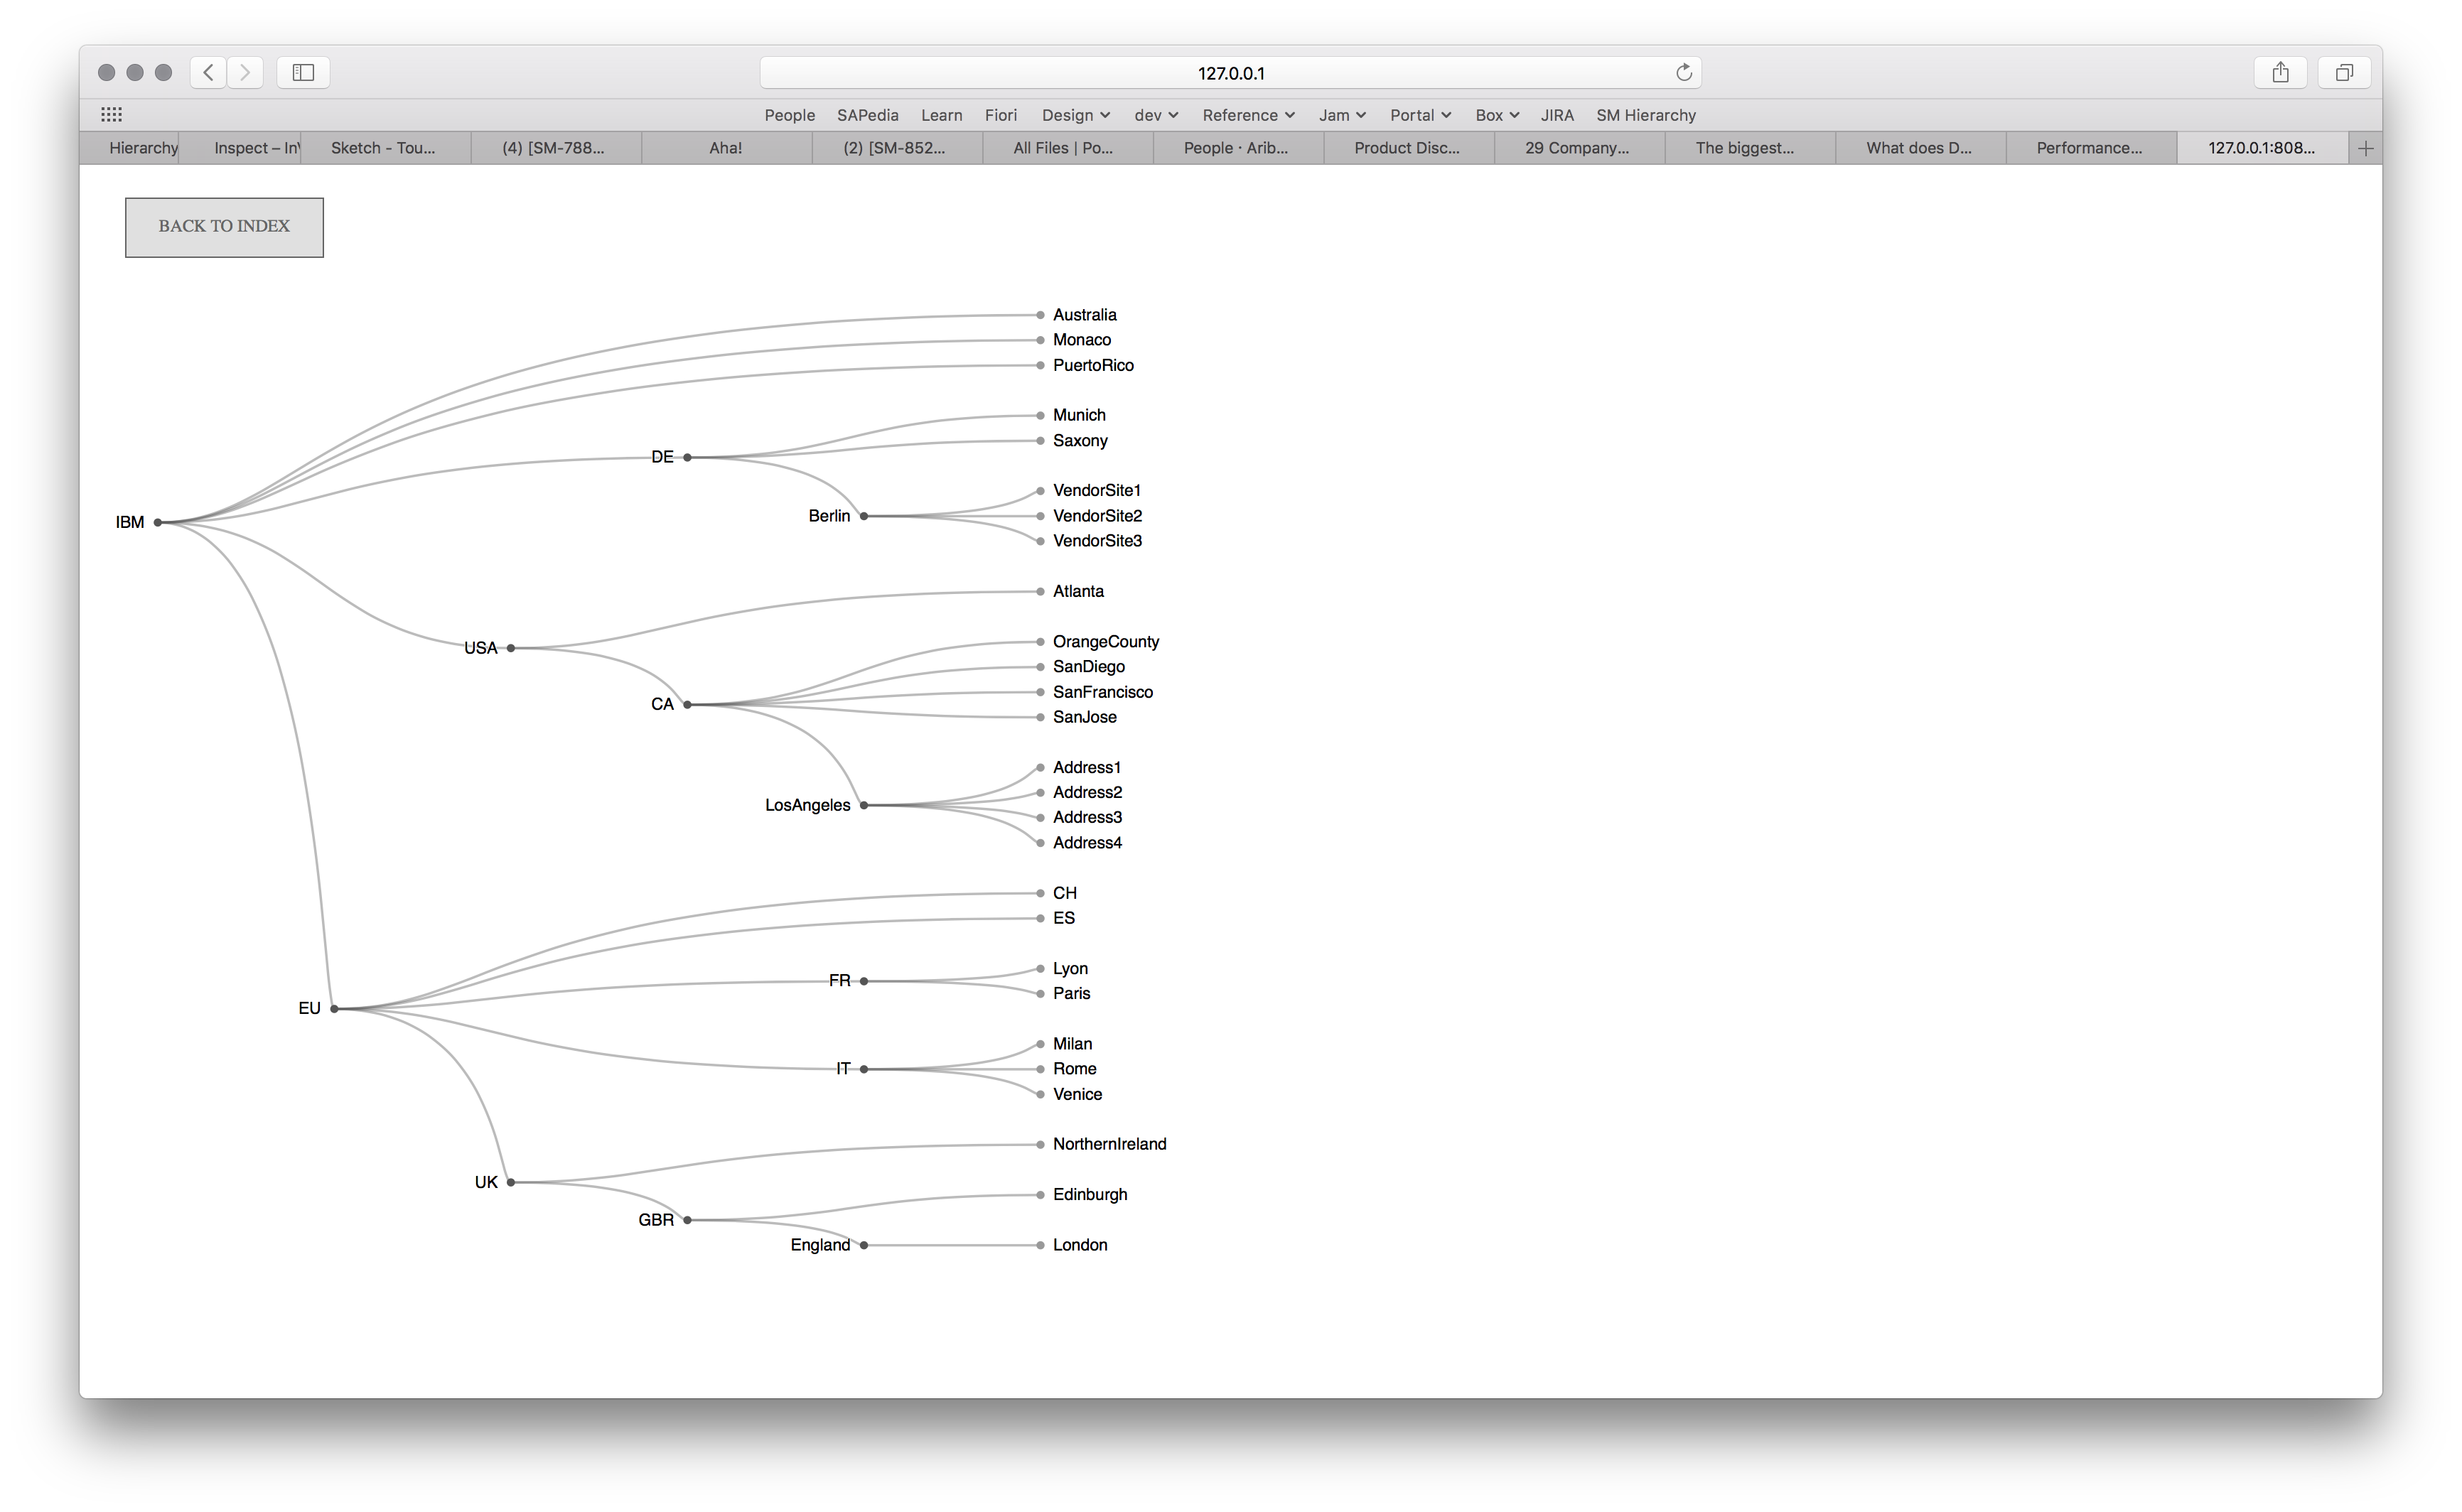 127.0.0.1
People SAPedia Learn Fiori Design dev Reference Jam Portal Box JIRA SM Hierarchy
Hierarchy Inspect – InV Sketch - Tou... (4) [SM-788... Aha! (2) [SM-852... All Files | Po... People · Arib... Product Disc... 29 Company... The biggest... What does D... Performance... 127.0.0.1:808...
BACK TO INDEX
Australia
Monaco
PuertoRico
Munich
Saxony
DE
VendorSite1
Berlin
VendorSite2
IBM
VendorSite3
Atlanta
OrangeCounty
USA
SanDiego
SanFrancisco
CA
SanJose
Address1
Address2
LosAngeles
Address3
Address4
CH
ES
Lyon
FR
Paris
EU
Milan
IT
Rome
Venice
NorthernIreland
UK
Edinburgh
GBR
England
London